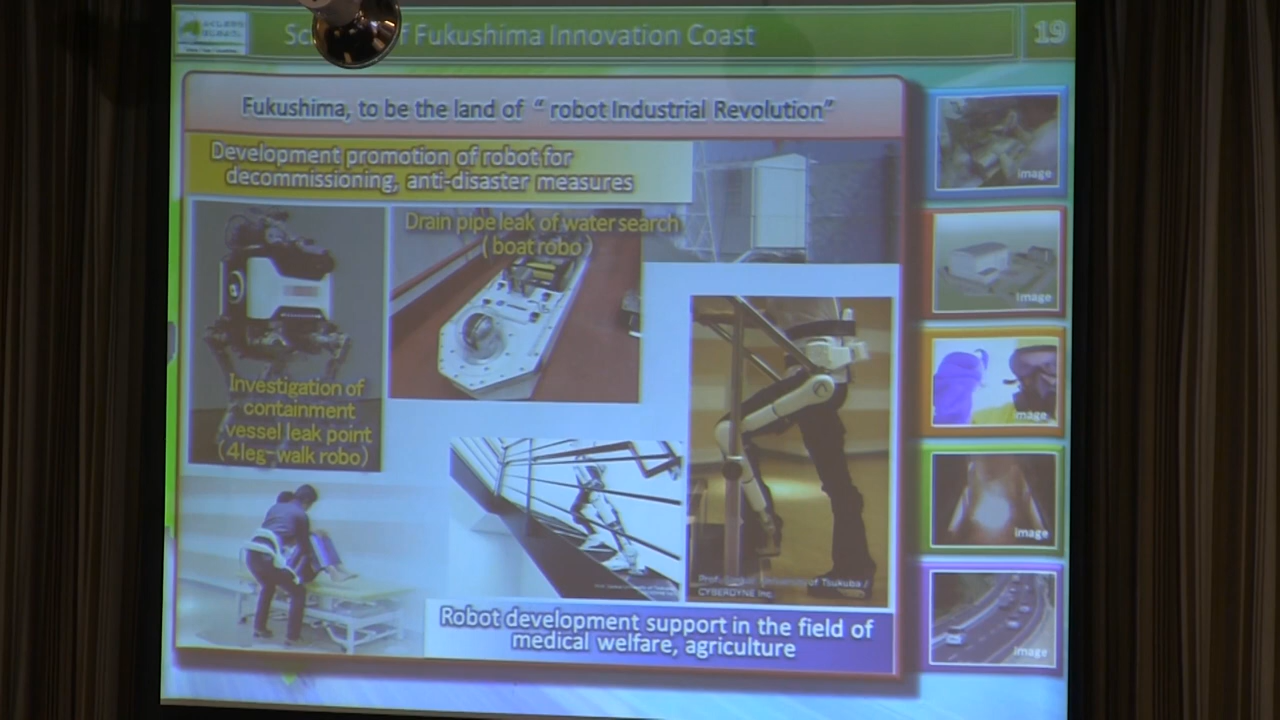 of Fukushima Innovation Coast
19
Fukushima, to be the land of “ robot Industrial Revolution”
Development promotion of robot for
decommissioning, anti-disaster measures
Drain pipe leak of water search
( boat robo )
Investigation of
containment
vessel leak point
(4leg-walk robo)
University of Tsukuba /
CYBERDYNE Inc.
Robot development support in the field of
medical welfare, agriculture
Image
Image
Image
Image
Image